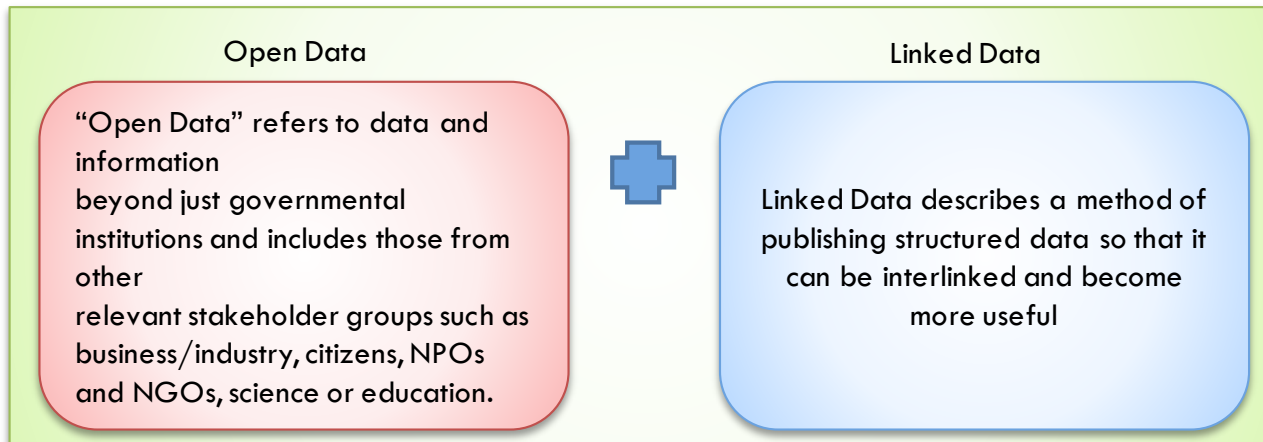 Open Data
“Open Data” refers to data and
information
beyond just governmental
institutions and includes those from
other
relevant stakeholder groups such as
business/industry, citizens, NPOs
and NGOs, science or education.
Linked Data
Linked Data describes a method of
publishing structured data so that it
can be interlinked and become
more useful